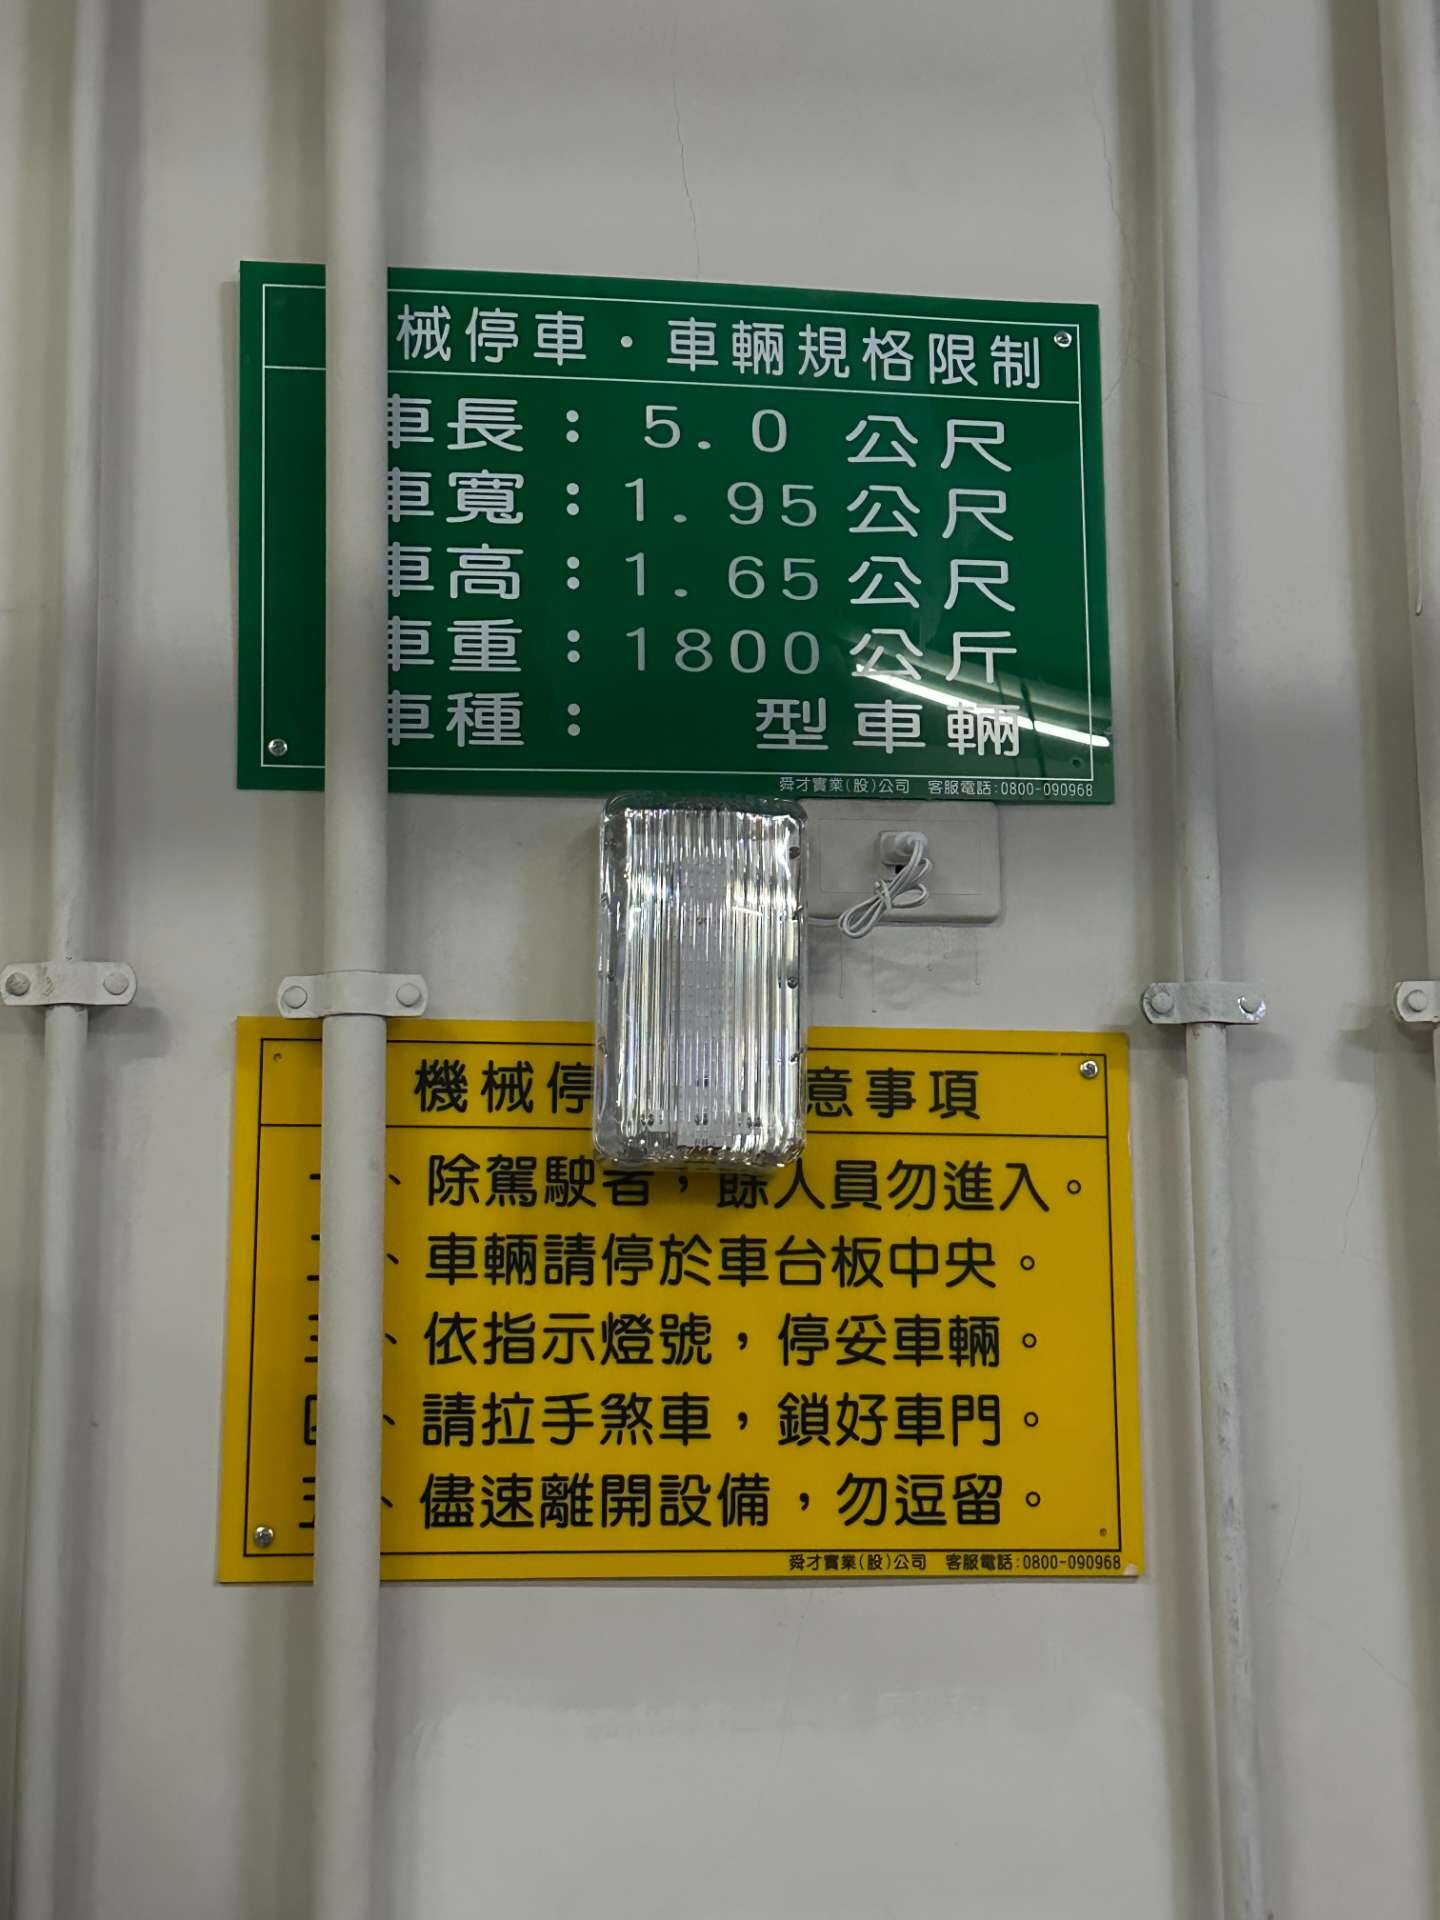 械停車・車輛規格限制
車長：5.0公尺
車寬：1.95公尺
車高：1.65公尺
車重：1800公斤
車種： 型車輛
舜才實業(股)公司 客服電話:0800-090968
機械停 意事項
一、除駕駛者，餘人員勿進入。
二、車輛請停於車台板中央。
三、依指示燈號，停妥車輛。
四、請拉手煞車，鎖好車門。
五、儘速離開設備，勿逗留。
舜才實業(股)公司 客服電話:0800-090968